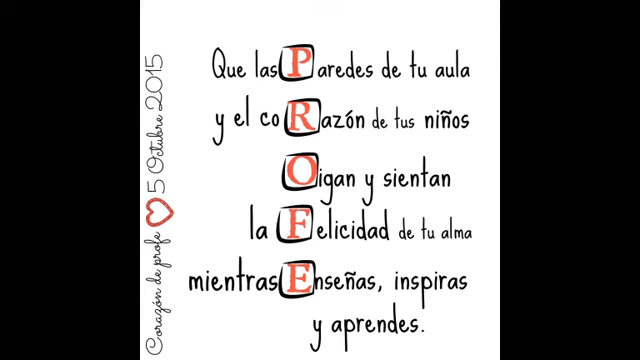 Que las Paredes de tu aula
y el coRazón de tus niños
Oigan y sientan
la Felicidad de tu alma
mientras Enseñas, inspiras
y aprendes.
Corazón de profe ♡ 5 Octubre 2015